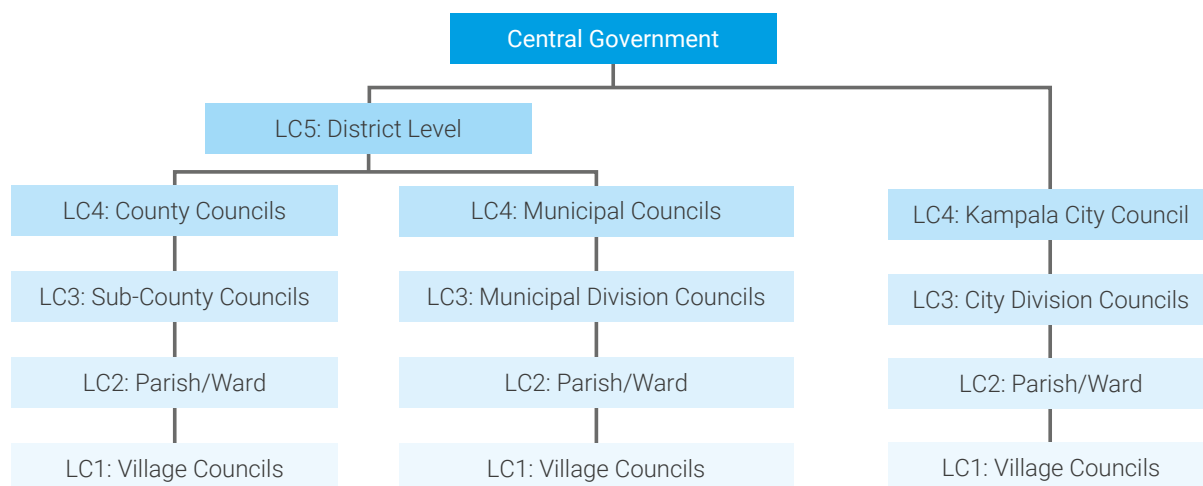 Central Government
LC5: District Level
LC4: County Councils
LC4: Municipal Councils
LC4: Kampala City Council
LC3: Sub-County Councils
LC3: Municipal Division Councils
LC3: City Division Councils
LC2: Parish/Ward
LC2: Parish/Ward
LC2: Parish/Ward
LC1: Village Councils
LC1: Village Councils
LC1: Village Councils